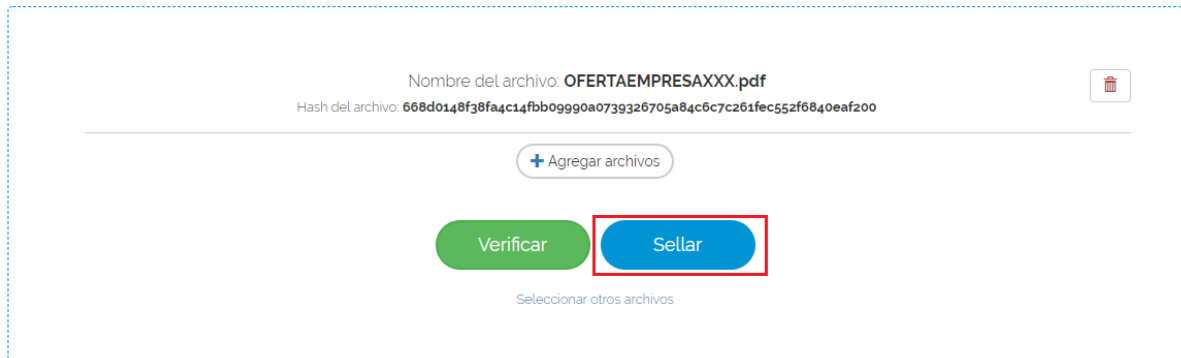 Nombre del archivo: OFERTAEMPRESAXXX.pdf
Hash del archivo: 668d0148f38fa4c14fbb09990a0739326705a84c6c7c261fec552f6840eaf200
Agregar archivos
Verificar
Sellar
Seleccionar otros archivos